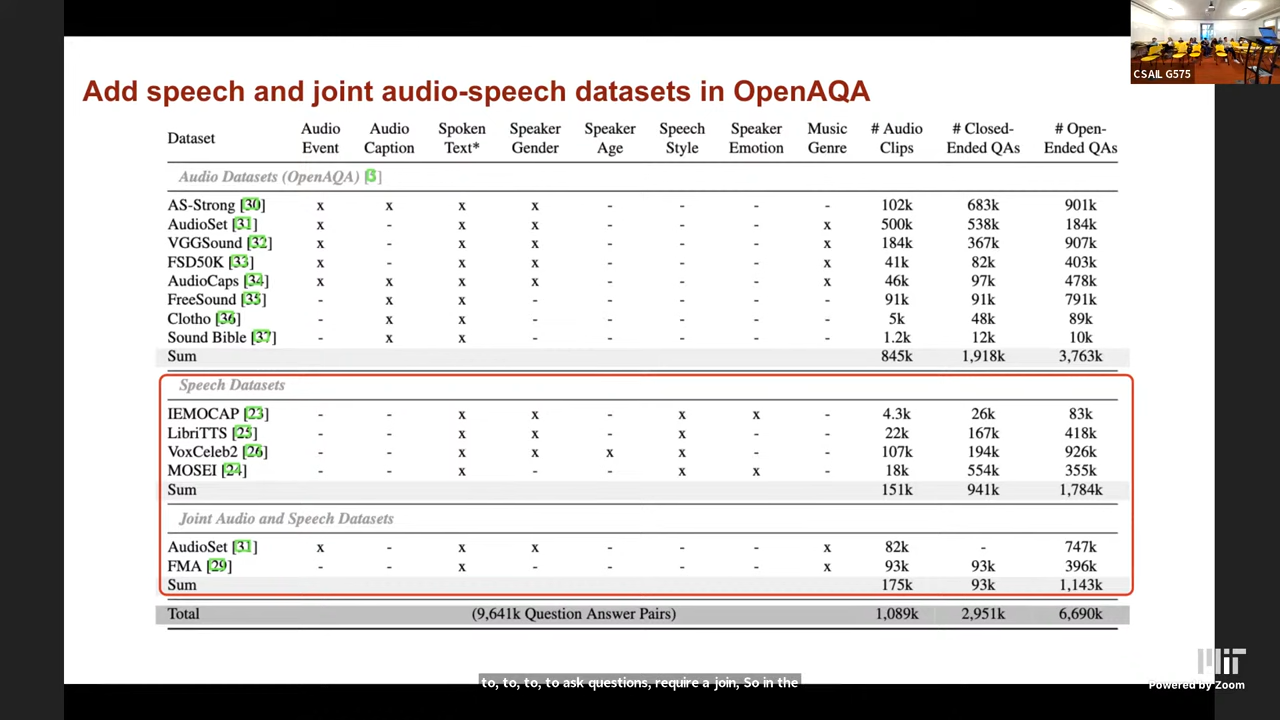 CSAIL G575
Add speech and joint audio-speech datasets in OpenAQA
Dataset Audio Event Audio Caption Spoken Text* Speaker Gender Speaker Age Speech Style Speaker Emotion Music Genre # Audio Clips # Closed-Ended QAs # Open-Ended QAs
Audio Datasets (OpenAQA) [5]
AS-Strong [30] x x x x - - - - - 102k 683k 901k
AudioSet [31] x - x x - - - x 500k 538k 184k
VGGSound [32] x - x x - - - x 184k 367k 907k
FSD50K [33] x - x x - - - x 41k 82k 403k
AudioCaps [34] x x x x - - - x 46k 97k 478k
FreeSound [35] - x x - - - - - 91k 91k 791k
Clotho [36] - x x - - - - - 5k 48k 89k
Sound Bible [37] - x x - - - - - 1.2k 12k 10k
Sum 845k 1,918k 3,763k
Speech Datasets
IEMOCAP [23] - - x x - x x - 4.3k 26k 83k
LibriTTS [25] - - x x - x - - 22k 167k 418k
VoxCeleb2 [26] - - x x x x - - 107k 194k 926k
MOSEI [24] - - x - - x x - 18k 554k 355k
Sum 151k 941k 1,784k
Joint Audio and Speech Datasets
AudioSet [31] x - x x - - - x 82k - 747k
FMA [29] - - x - - - - x 93k 93k 396k
Sum 175k 93k 1,143k
Total (9,641k Question Answer Pairs) 1,089k 2,951k 6,690k
MIT
Powered by Zoom
to, to, to, to ask questions, require a join, So in the